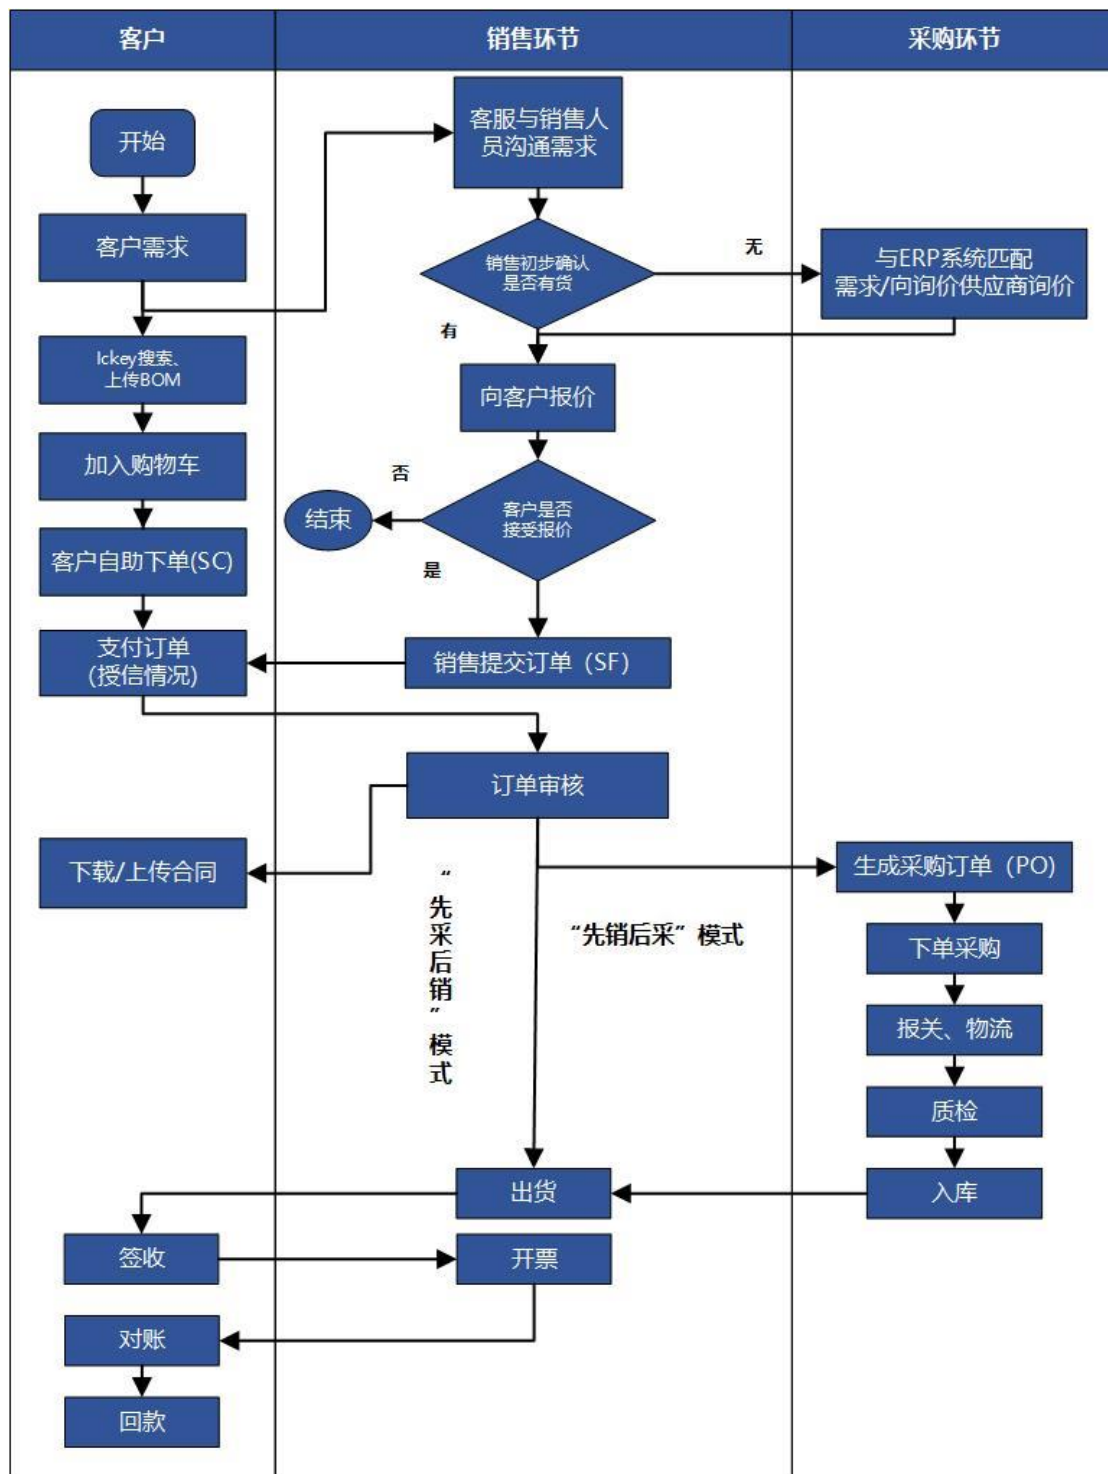 客户
销售环节
采购环节
开始
客服与销售人
员沟通需求
客户需求
销售初步确认
是否有货
无
与ERP系统匹配
需求/向询价供应商询价
有
Ickey搜索、
上传BOM
向客户报价
加入购物车
否
客户是否
接受报价
结束
是
客户自助下单(SC)
支付订单
(授信情况)
销售提交订单（SF）
订单审核
下载/上传合同
生成采购订单（PO)
“先采后销”模式
“先销后采”模式
下单采购
报关、物流
质检
出货
入库
签收
开票
对账
回款